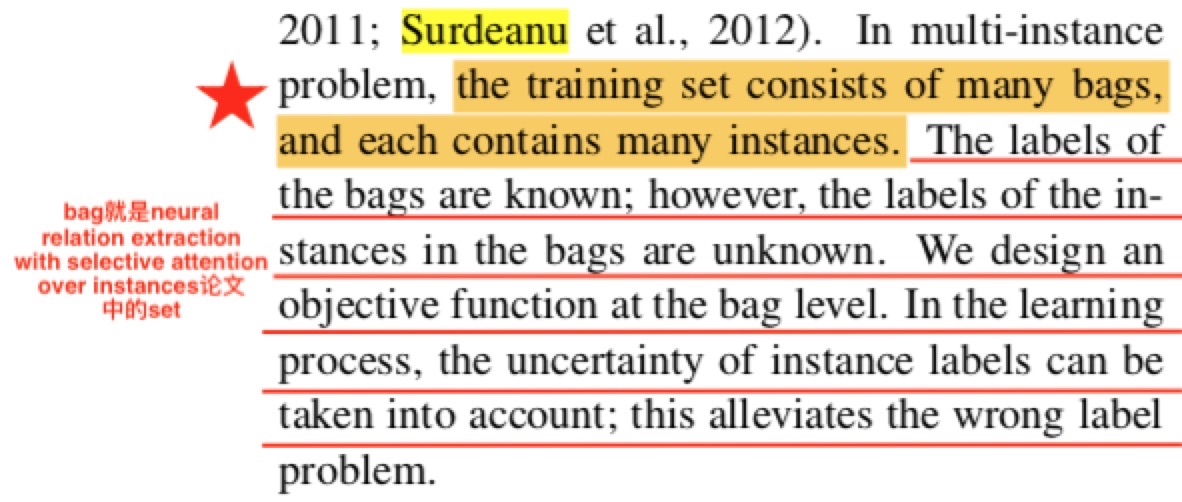 2011; Surdeanu et al., 2012). In multi-instance
problem, the training set consists of many bags,
and each contains many instances. The labels of
the bags are known; however, the labels of the in-
stances in the bags are unknown. We design an
objective function at the bag level. In the learning
process, the uncertainty of instance labels can be
taken into account; this alleviates the wrong label
problem.
bag就是neural
relation extraction
with selective attention
over instances论文
中的set